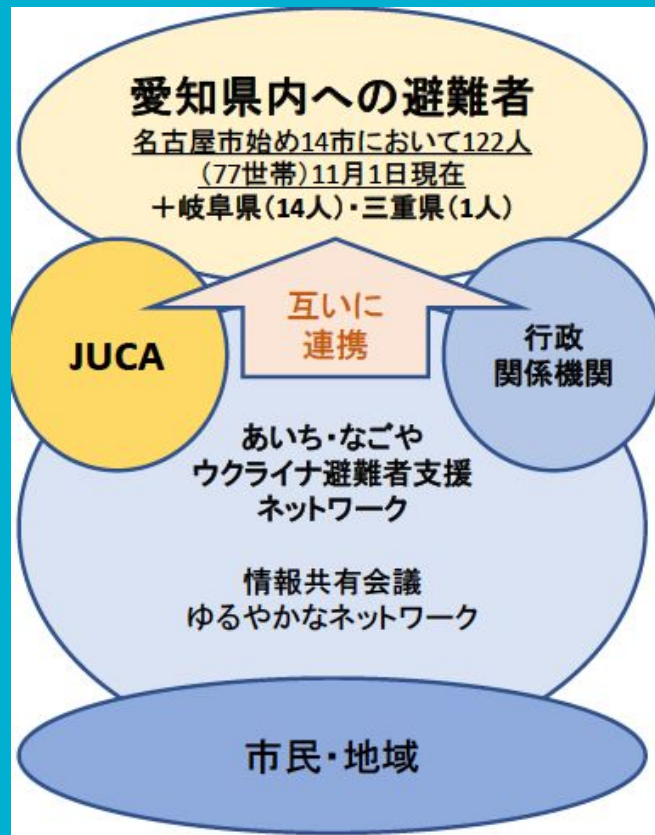 愛知県内への避難者
名古屋市始め14市において122人
(77世帯)11月1日現在
＋岐阜県(14人)・三重県(1人)
互いに
連携
JUCA
行政
関係機関
あいち・なごや
ウクライナ避難者支援
ネットワーク
情報共有会議
ゆるやかなネットワーク
市民・地域